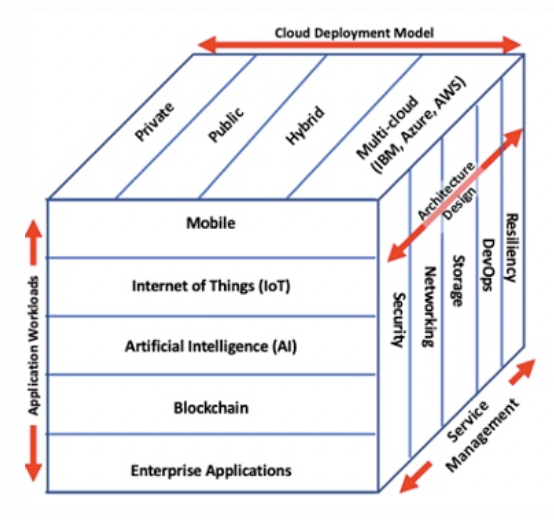 Cloud Deployment Model
Private
Public
Hybrid
Multi-cloud
(IBM, Azure, AWS)
Architecture
Design
Application Workloads
Mobile
Internet of Things (IoT)
Artificial Intelligence (AI)
Blockchain
Enterprise Applications
Security
Networking
Storage
DevOps
Resiliency
Service
Management